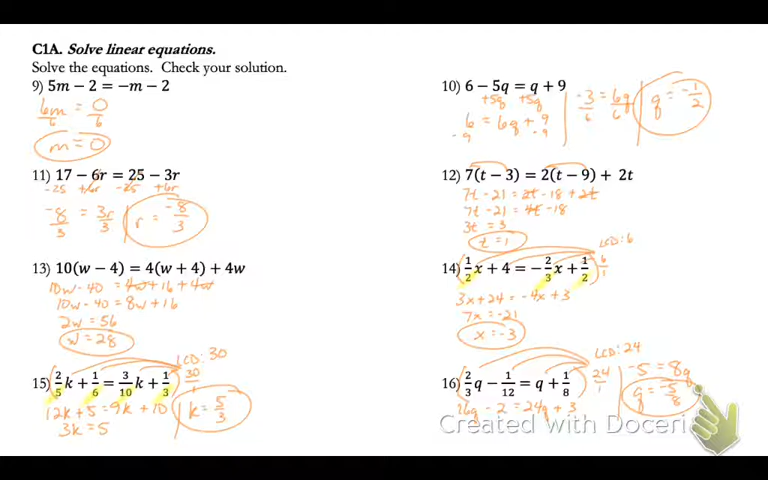 C1A. Solve linear equations.
Solve the equations. Check your solution.
9) 5m − 2 = −m − 2
6m/6 = 0/6
m = 0
10) 6 − 5q = q + 9
+5q +5q
6 = 6q + 9
-9 -9
-3/6 = 6q/6
q = -1/2
11) 17 − 6r = 25 − 3r
-25 +6r -25 +6r
-8/3 = 3r/3
r = -8/3
12) 7(t − 3) = 2(t − 9) + 2t
7t - 21 = 2t - 18 + 2t
7t - 21 = 4t - 18
3t = 3
t = 1
13) 10(w − 4) = 4(w + 4) + 4w
10w - 40 = 4w + 16 + 4w
10w - 40 = 8w + 16
2w = 56
w = 28
LCD: 6
14) (1/2x + 4 = −2/3x + 1/2) 6/1
3x + 24 = -4x + 3
7x = -21
x = -3
LCD: 30
15) (2/5k + 1/6 = 3/10k + 1/3) 30/1
12k + 5 = 9k + 10
3k = 5
k = 5/3
LCD: 24
16) (2/3q − 1/12 = q + 1/8) 24/1
16q - 2 = 24q + 3
-5 = 8q
q = -5/8
Created with Doceri